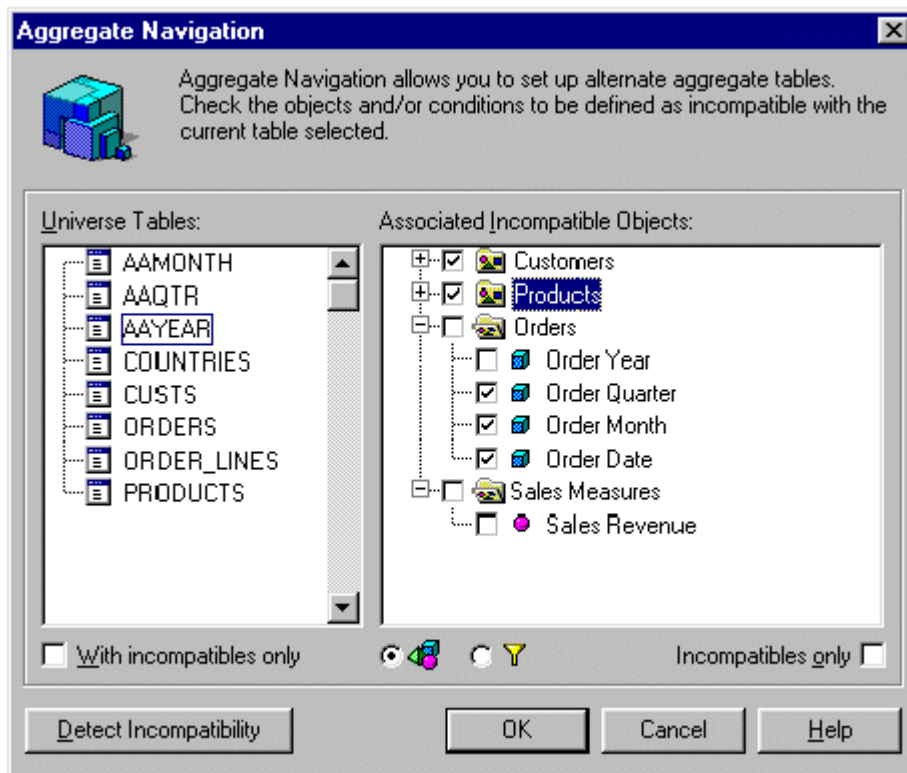 Aggregate Navigation
Aggregate Navigation allows you to set up alternate aggregate tables.
Check the objects and/or conditions to be defined as incompatible with the
current table selected.
Universe Tables:
AAMONTH
AAQTR
AAYEAR
COUNTRIES
CUSTS
ORDERS
ORDER_LINES
PRODUCTS
Associated Incompatible Objects:
Customers
Products
Orders
Order Year
Order Quarter
Order Month
Order Date
Sales Measures
Sales Revenue
With incompatibles only
Incompatibles only
Detect Incompatibility
OK
Cancel
Help